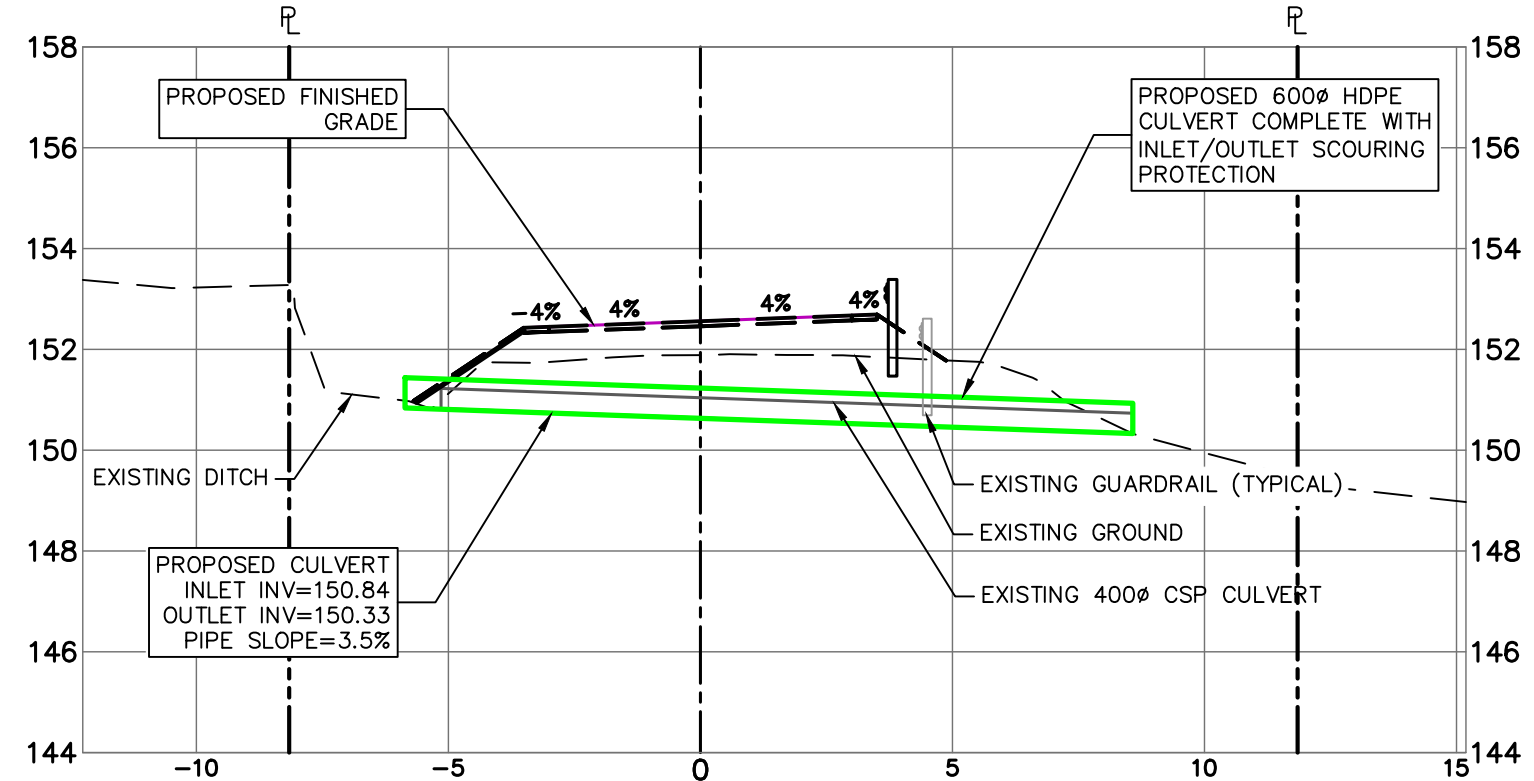 PL
PL
158
158
PROPOSED FINISHED
GRADE
PROPOSED 600ø HDPE
CULVERT COMPLETE WITH
INLET/OUTLET SCOURING
PROTECTION
156
156
154
154
-4%
4%
4%
4%
152
152
150
150
EXISTING DITCH
EXISTING GUARDRAIL (TYPICAL)
EXISTING GROUND
148
148
PROPOSED CULVERT
INLET INV=150.84
OUTLET INV=150.33
PIPE SLOPE=3.5%
EXISTING 400ø CSP CULVERT
146
146
144
144
-10
-5
0
5
10
15